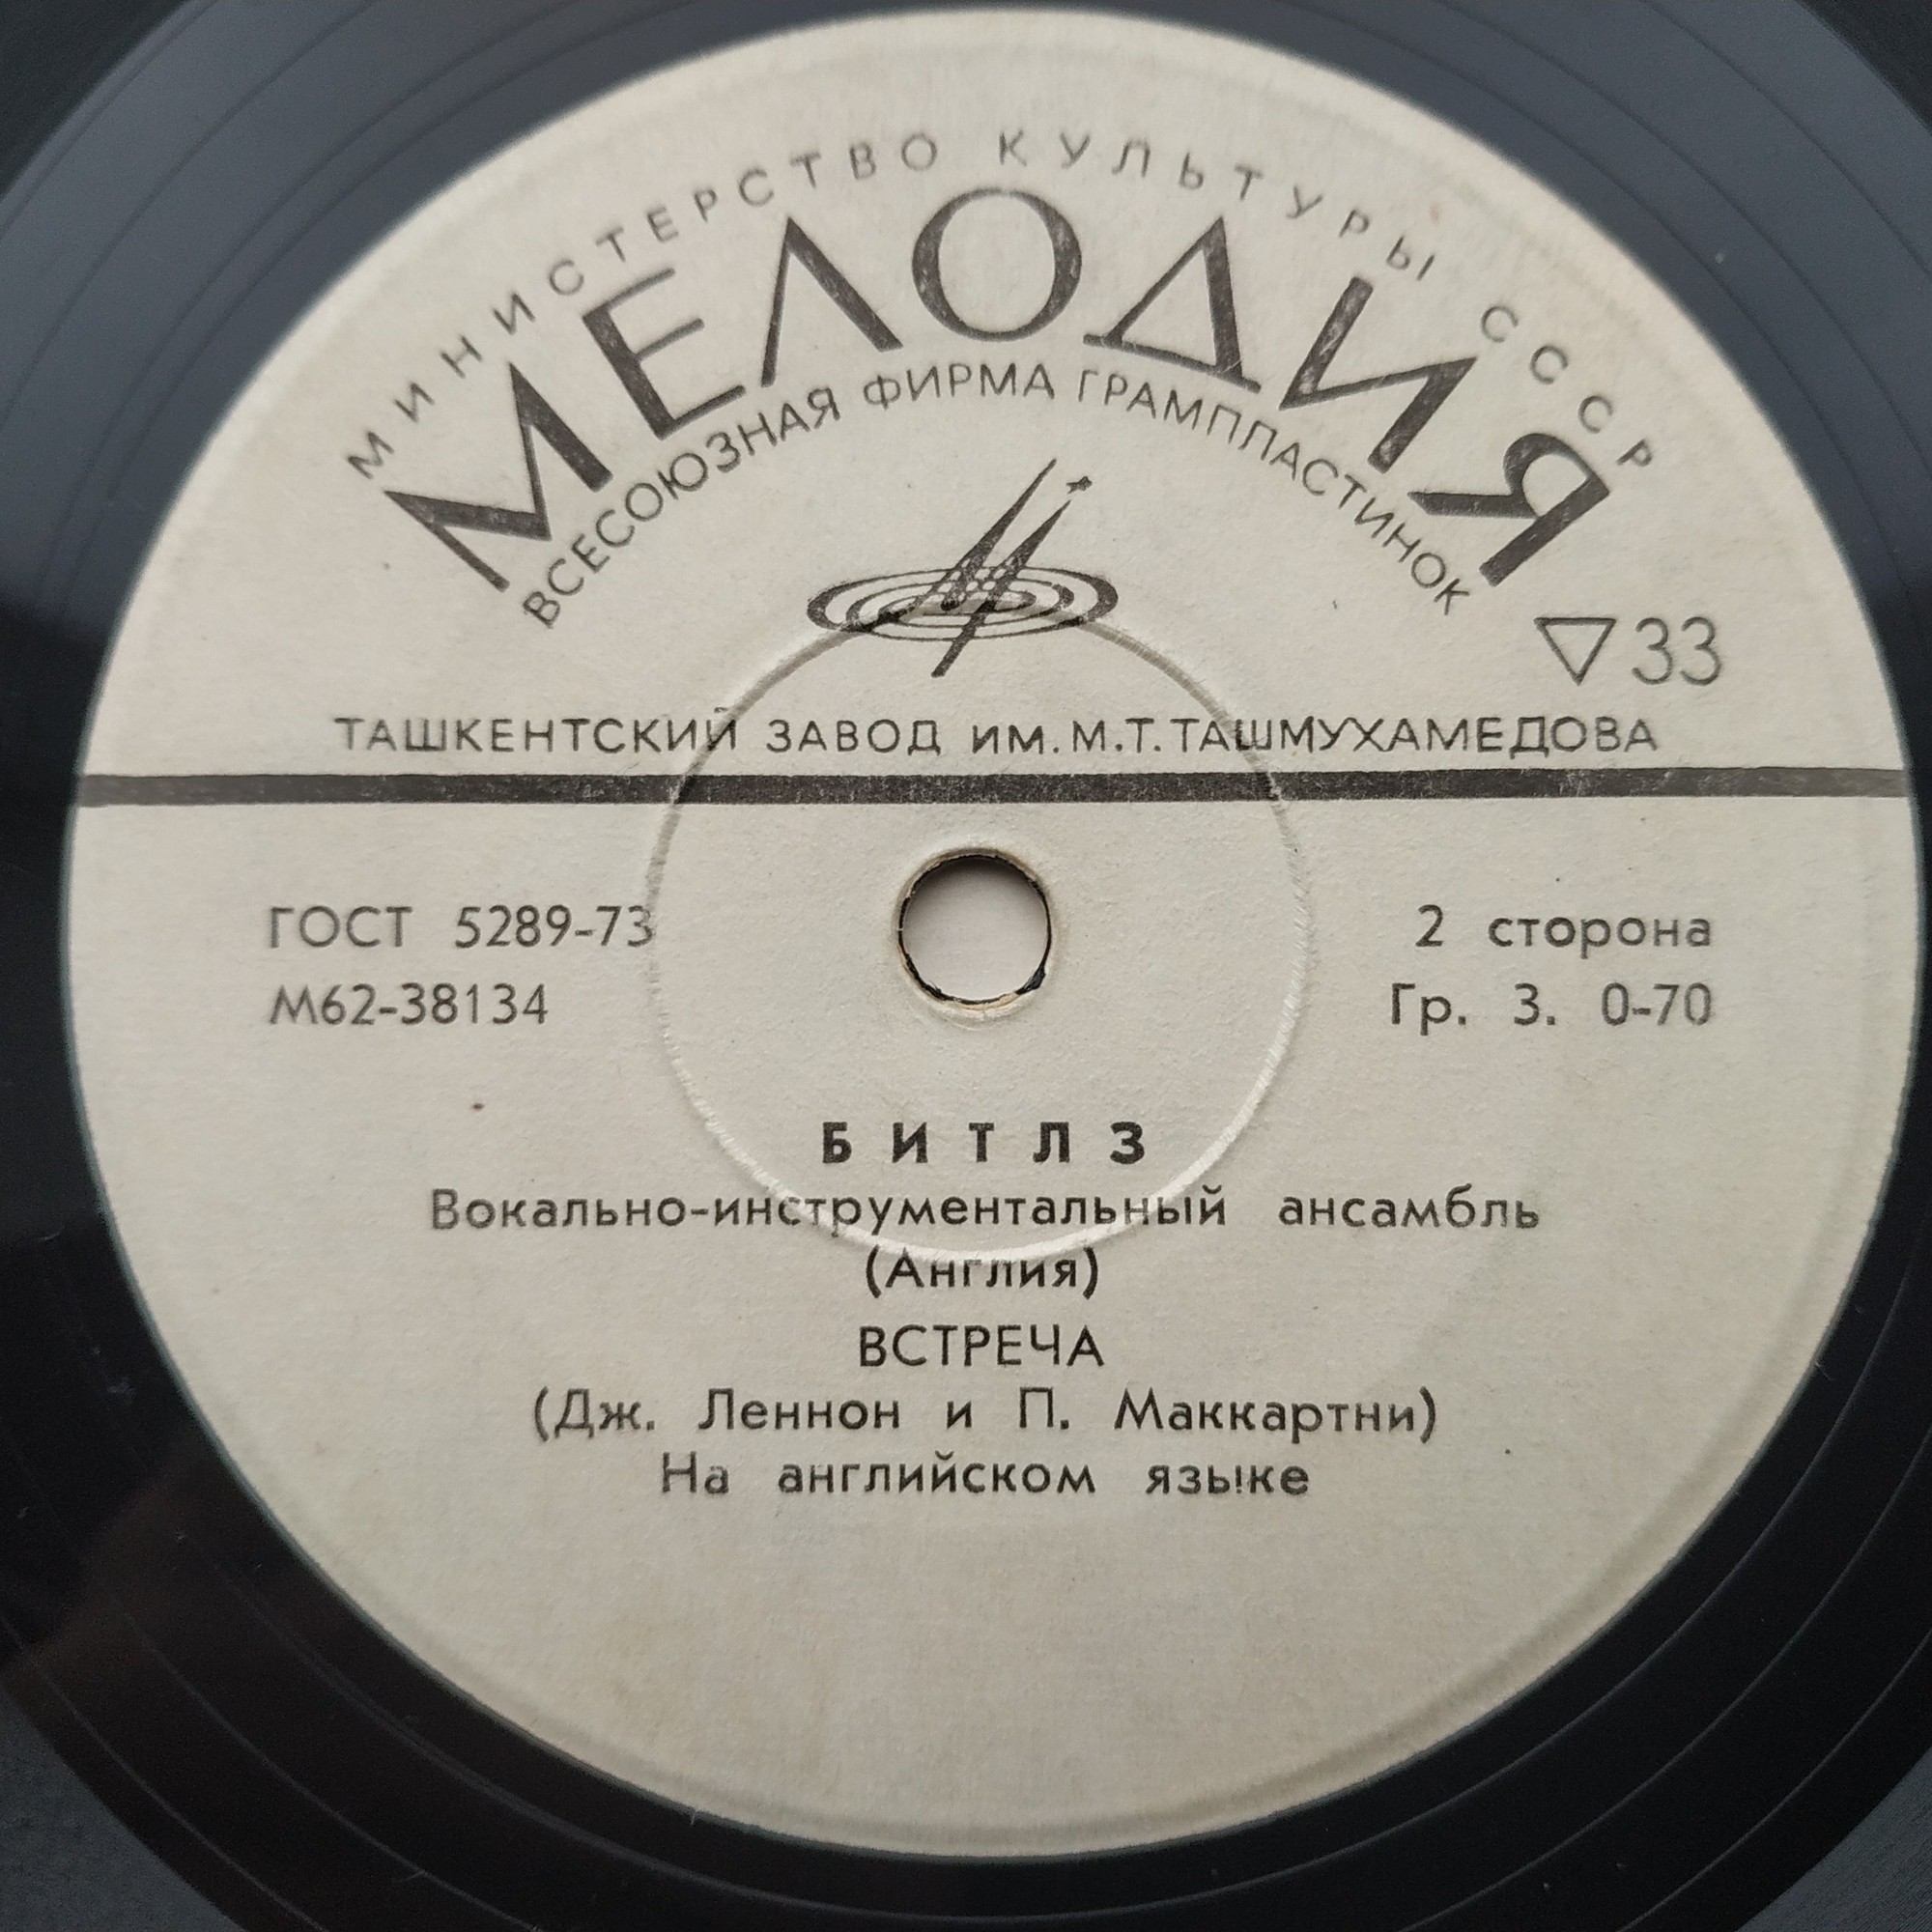 МИНИСТЕРСТВО КУЛЬТУРЫ СССР
МЕЛОДИЯ
ВСЕСОЮЗНАЯ ФИРМА ГРАМПЛАСТИНОК
▽33
ТАШКЕНТСКИЙ ЗАВОД ИМ. М.Т. ТАШМУХАМЕДОВА
ГОСТ 5289-73
2 сторона
М62-38134
Гр. 3. 0-70
БИТЛЗ
Вокально-инструментальный ансамбль
(Англия)
ВСТРЕЧА
(Дж. Леннон и П. Маккартни)
На английском языке